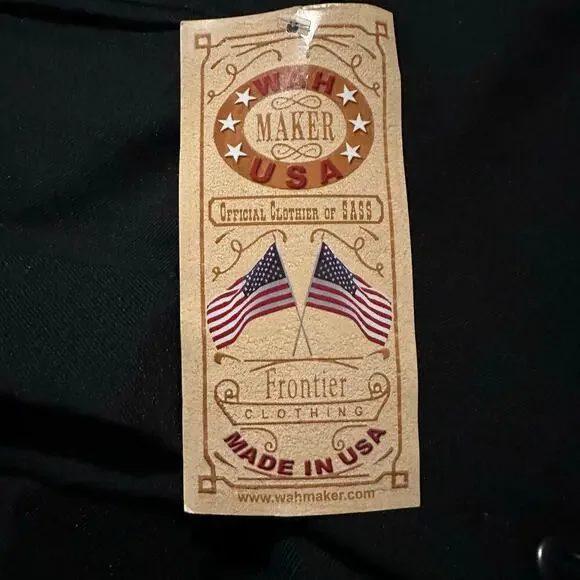 WAH
MAKER
USA
OFFICIAL CLOTHIER OF SASS
Frontier
CLOTHING
MADE IN USA
www.wahmaker.com